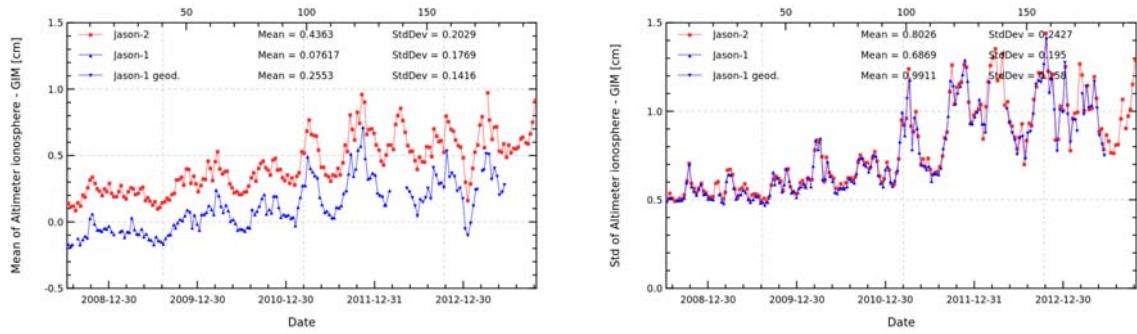 50 100 150
1.5
Jason-2 Mean = 0.4363 StdDev = 0.2029
Jason-1 Mean = 0.07617 StdDev = 0.1769
Jason-1 geod. Mean = 0.2553 StdDev = 0.1416
1.0
0.5
0.0
-0.5
Mean of Altimeter ionosphere - GIM [cm]
2008-12-30 2009-12-30 2010-12-30 2011-12-31 2012-12-30
Date
50 100 150
1.5
Jason-2 Mean = 0.8026 StdDev = 0.2427
Jason-1 Mean = 0.6869 StdDev = 0.195
Jason-1 geod. Mean = 0.9911 StdDev = 0.158
1.0
0.5
0.0
Std of Altimeter ionosphere - GIM [cm]
2008-12-30 2009-12-30 2010-12-30 2011-12-31 2012-12-30
Date